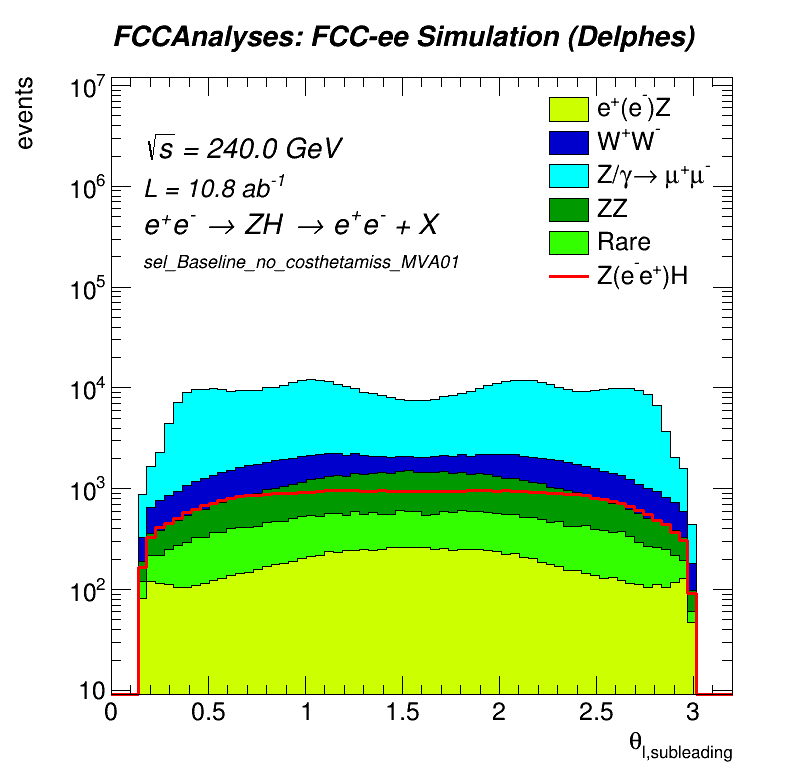 FCCAnalyses: FCC-ee Simulation (Delphes)
events
10⁷
10⁶
10⁵
10⁴
10³
10²
10
√s = 240.0 GeV
L = 10.8 ab⁻¹
e⁺e⁻ → ZH → e⁺e⁻ + X
sel_Baseline_no_costhetamiss_MVA01
e⁺(e⁻)Z
W⁺W⁻
Z/γ→ μ⁺μ⁻
ZZ
Rare
Z(e⁻e⁺)H
0 0.5 1 1.5 2 2.5 3
θl,subleading